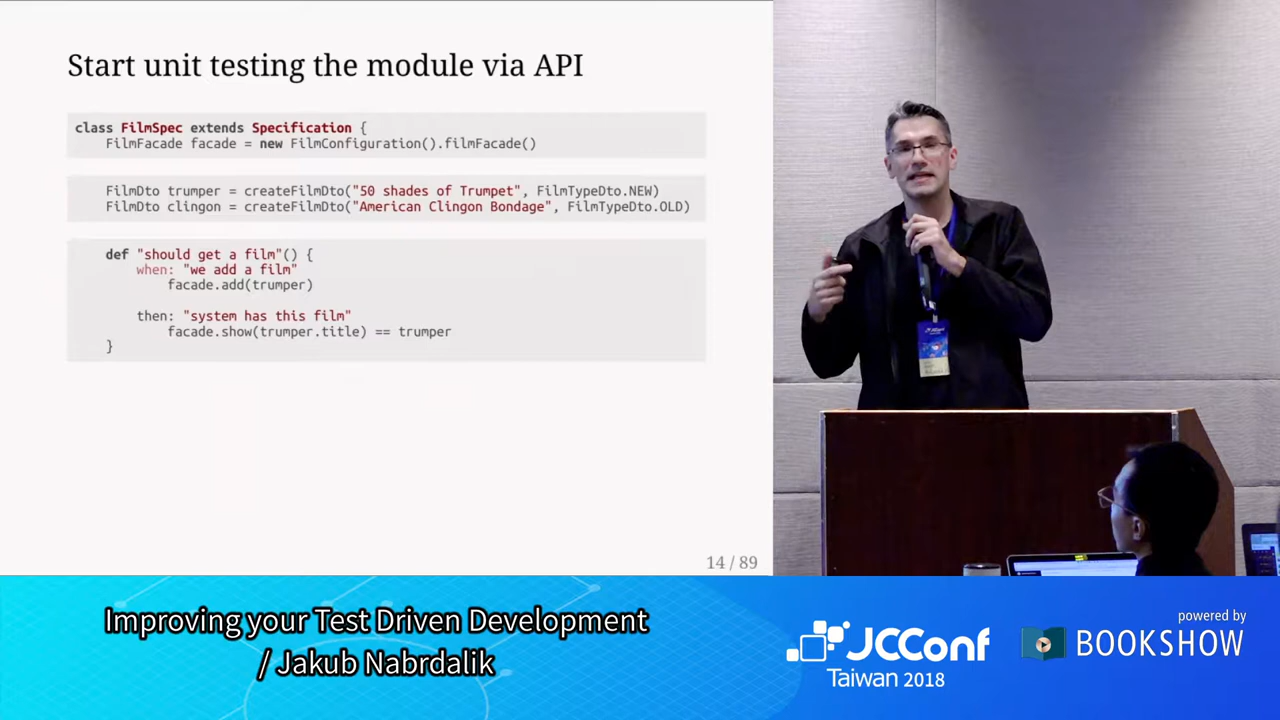 Start unit testing the module via API
class FilmSpec extends Specification {
FilmFacade facade = new FilmConfiguration().filmFacade()
FilmDto trumper = createFilmDto("50 shades of Trumpet", FilmTypeDto.NEW)
FilmDto clingon = createFilmDto("American Clingon Bondage", FilmTypeDto.OLD)
def "should get a film"() {
when: "we add a film"
facade.add(trumper)
then: "system has this film"
facade.show(trumper.title) == trumper
}
14 / 89
Improving your Test Driven Development
/ Jakub Nabrdalik
JCConf
Taiwan 2018
powered by
BOOKSHOW
JCConf